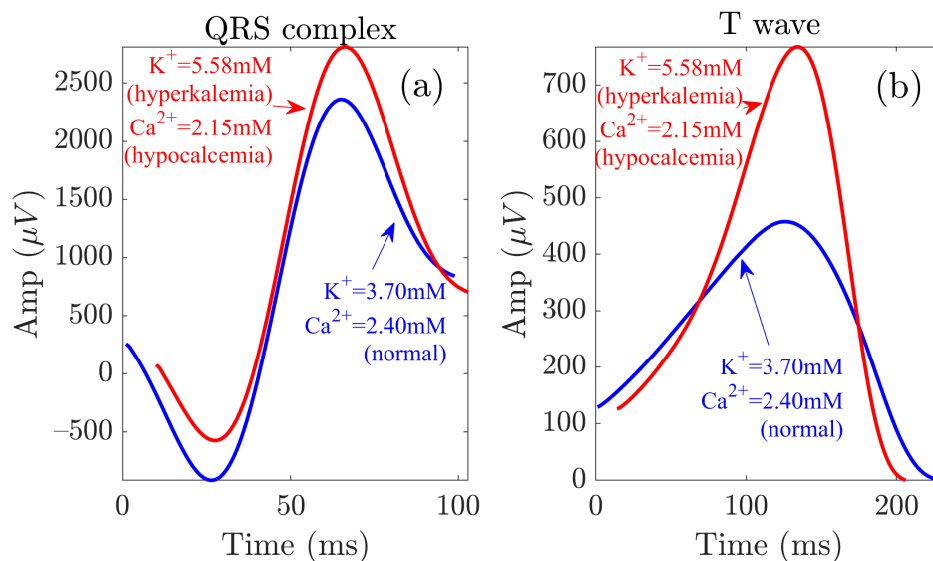 QRS complex
(a)
K⁺=5.58mM
(hyperkalemia)
Ca²⁺=2.15mM
(hypocalcemia)
K⁺=3.70mM
Ca²⁺=2.40mM
(normal)
2500
2000
1500
1000
500
0
−500
0
50
100
Amp (μV)
Time (ms)
T wave
(b)
K⁺=5.58mM
(hyperkalemia)
Ca²⁺=2.15mM
(hypocalcemia)
K⁺=3.70mM
Ca²⁺=2.40mM
(normal)
700
600
500
400
300
200
100
0
0
100
200
Amp (μV)
Time (ms)